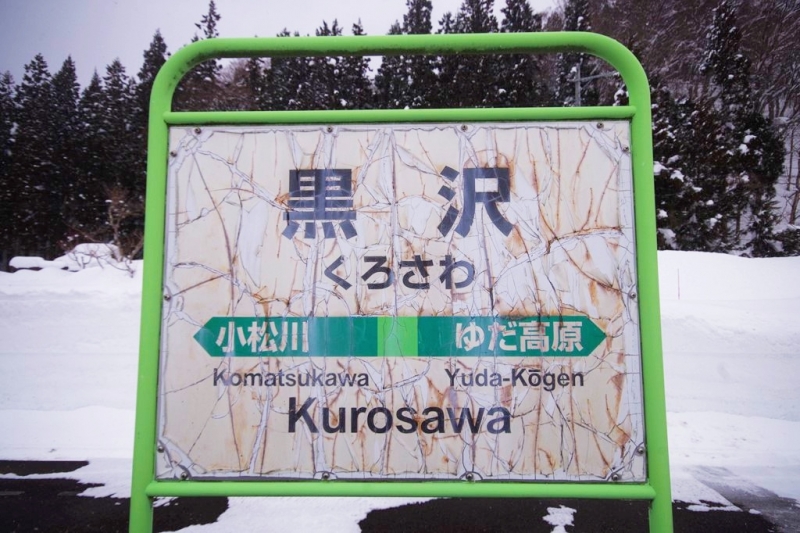 黒沢
くろさわ
小松川 ゆだ高原
Komatsukawa Yuda-Kōgen
Kurosawa